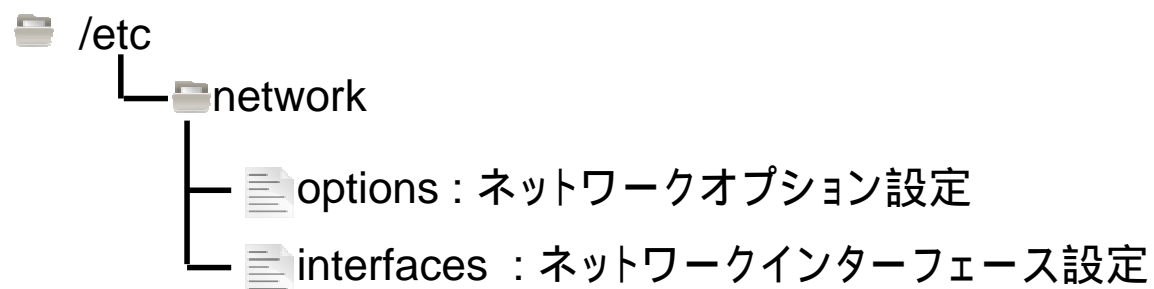 /etc
network
options : ネットワークオプション設定
interfaces : ネットワークインターフェース設定